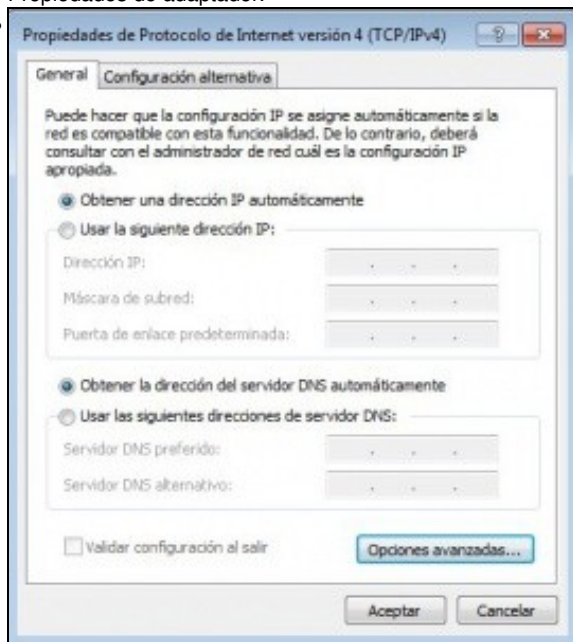 Propiedades de adaptador.
Propiedades de Protocolo de Internet versión 4 (TCP/IPv4)
General
Configuración alternativa
Puede hacer que la configuración IP se asigne automáticamente si la
red es compatible con esta funcionalidad. De lo contrario, deberá
consultar con el administrador de red cuál es la configuración IP
apropiada.
Obtener una dirección IP automáticamente
Usar la siguiente dirección IP:
Dirección IP:
Máscara de subred:
Puerta de enlace predeterminada:
Obtener la dirección del servidor DNS automáticamente
Usar las siguientes direcciones de servidor DNS:
Servidor DNS preferido:
Servidor DNS alternativo:
Validar configuración al salir
Opciones avanzadas...
Aceptar
Cancelar